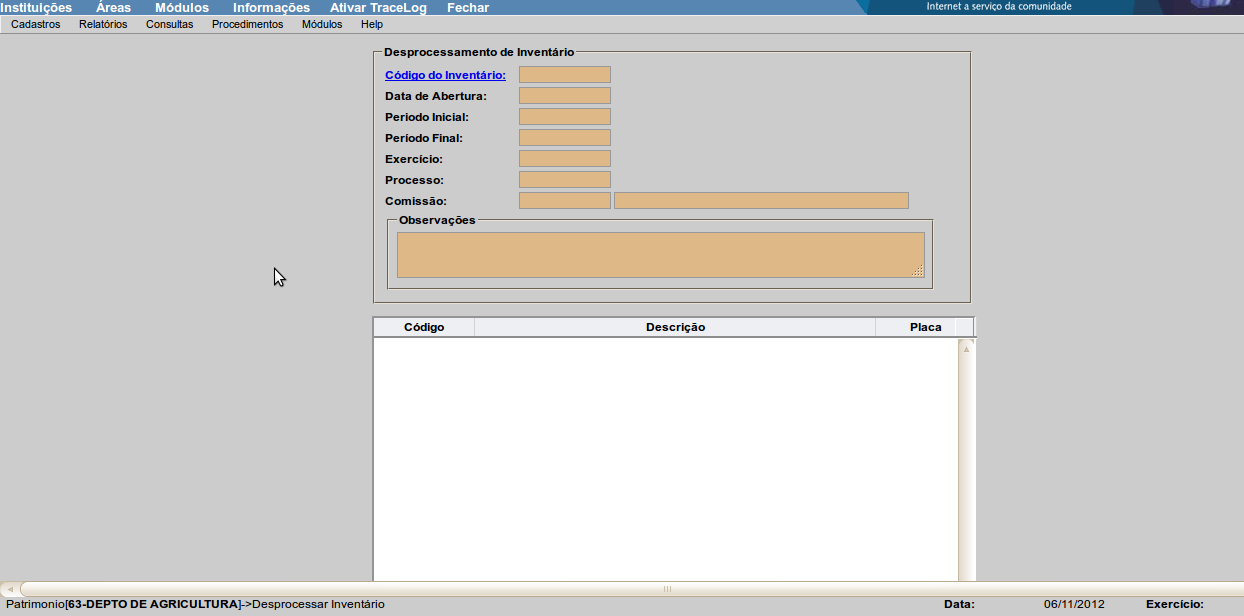 Instituições Áreas Módulos Informações Ativar TraceLog Fechar Internet a serviço da comunidade
Cadastros Relatórios Consultas Procedimentos Módulos Help
Desprocessamento de Inventário
Código do Inventário:
Data de Abertura:
Periodo Inicial:
Período Final:
Exercício:
Processo:
Comissão:
Observações
Código Descrição Placa
Patrimonio[63-DEPTO DE AGRICULTURA]->Desprocessar Inventário Data: 06/11/2012 Exercício: